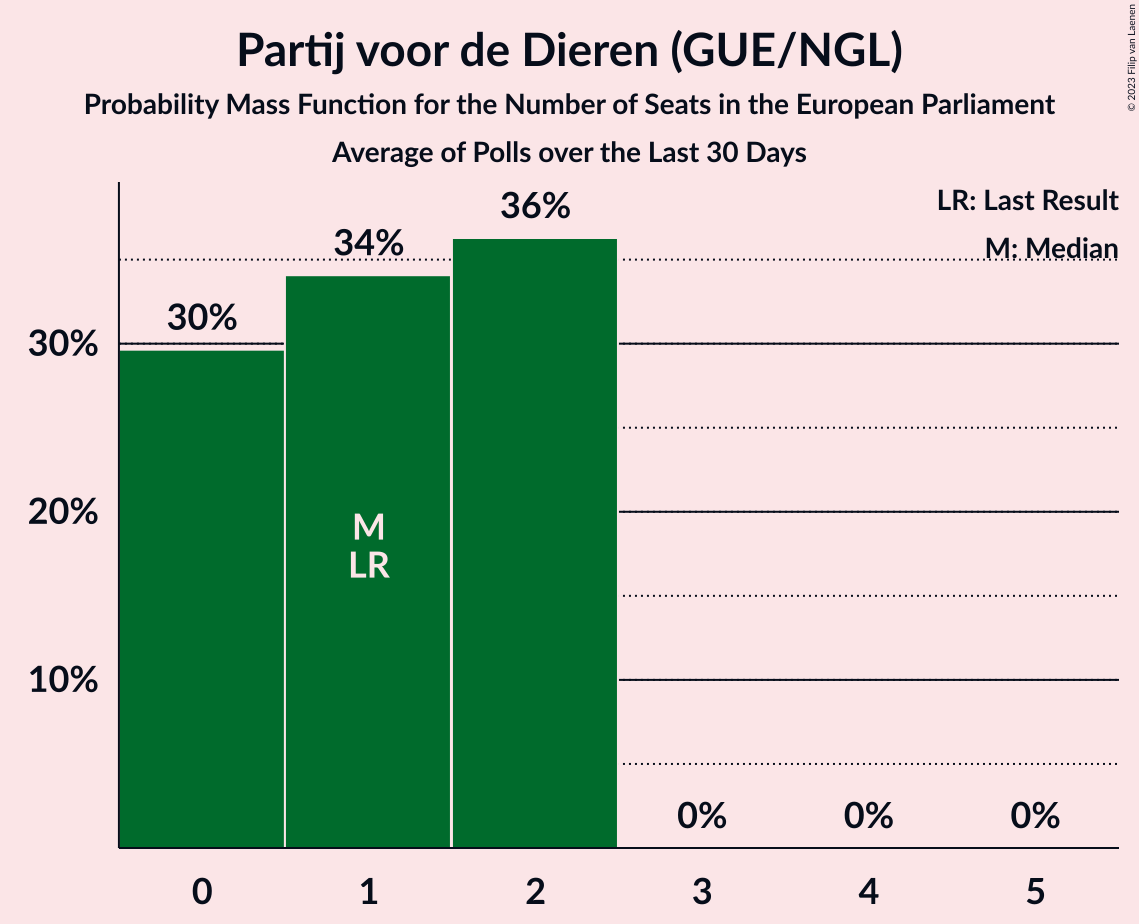 Partij voor de Dieren (GUE/NGL)
Probability Mass Function for the Number of Seats in the European Parliament
Average of Polls over the Last 30 Days
© 2023 Filip van Laenen
LR: Last Result
M: Median
36%
34%
30%
30%
20%
10%
M
LR
0%
0%
0%
0
1
2
3
4
5